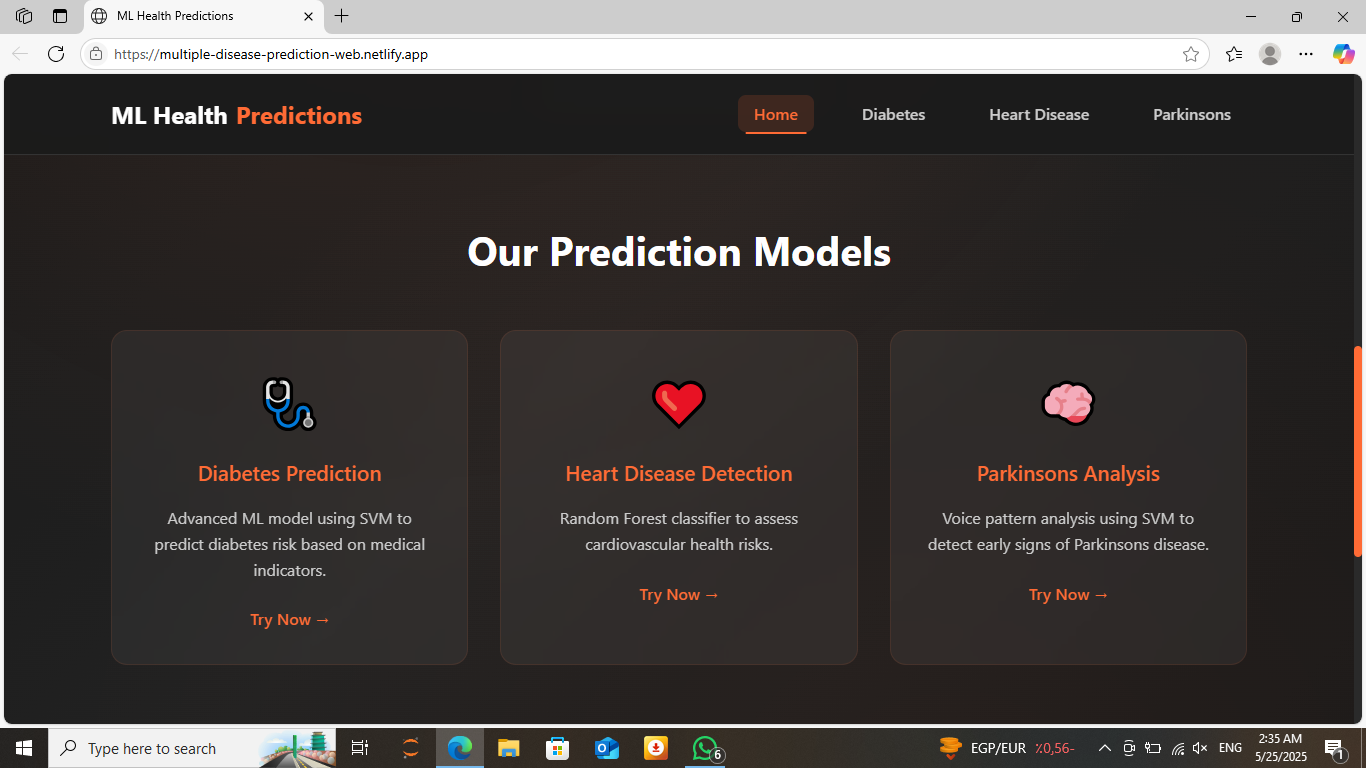 ML Health Predictions
https://multiple-disease-prediction-web.netlify.app
ML Health Predictions
Home
Diabetes
Heart Disease
Parkinsons
Our Prediction Models
Diabetes Prediction
Advanced ML model using SVM to
predict diabetes risk based on medical
indicators.
Try Now →
Heart Disease Detection
Random Forest classifier to assess
cardiovascular health risks.
Try Now →
Parkinsons Analysis
Voice pattern analysis using SVM to
detect early signs of Parkinsons disease.
Try Now →
Type here to search
6
EGP/EUR ٪0,56-
ENG
2:35 AM
5/25/2025
1